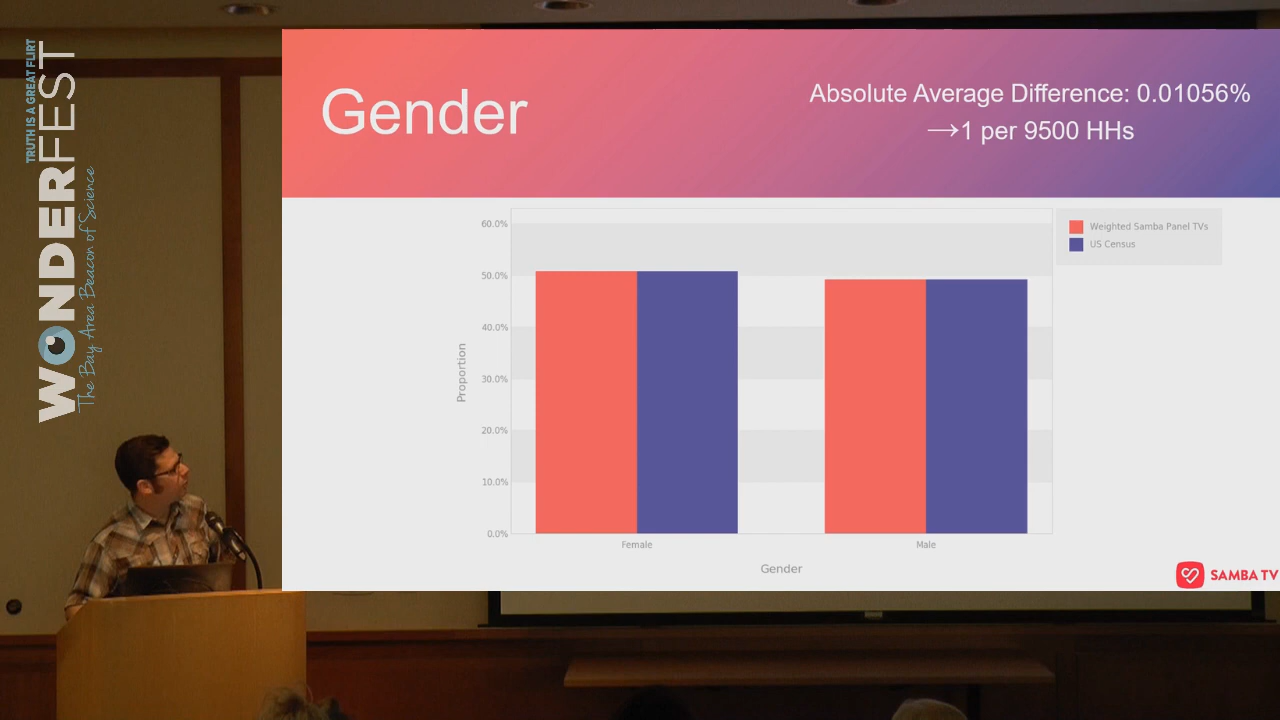 TRUTH IS A GREAT FLIRT
WONDERFEST
The Bay Area Beacon of Science
Gender
Absolute Average Difference: 0.01056%
→1 per 9500 HHs
60.0%
50.0%
40.0%
30.0%
20.0%
10.0%
0.0%
Proportion
Female
Male
Gender
Weighted Samba Panel TVs
US Census
SAMBA TV